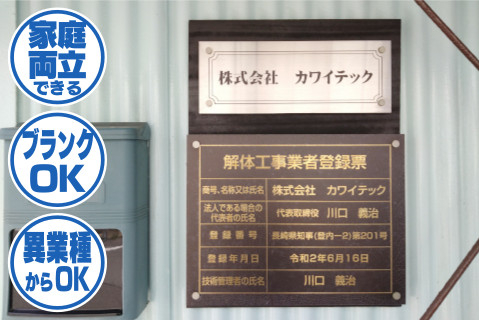 家庭
両立
できる
ブランク
OK
異業種
からOK
株式会社 カワイテック
解体工事業者登録票
商号、名称又は氏名 株式会社 カワイテック
法人である場合の
代表者の氏名 代表取締役 川口 義治
登録番号 長崎県知事(登内ー2)第201号
登録年月日 令和2年6月16日
技術管理者の氏名 川口 義治